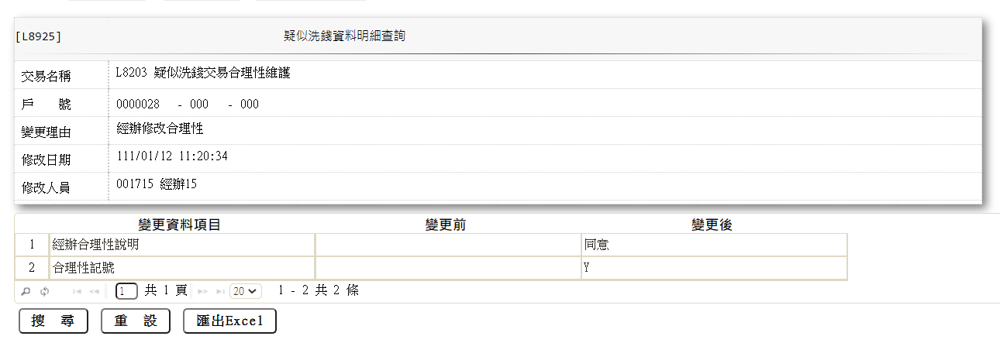 [L8925] 疑似洗錢資料明細查詢
交易名稱 L8203 疑似洗錢交易合理性維護
戶 號 0000028 - 000 - 000
變更理由 經辦修改合理性
修改日期 111/01/12 11:20:34
修改人員 001715 經辦15
變更資料項目 變更前 變更後
1 經辦合理性說明 同意
2 合理性記號 Y
1 共 1 頁 20 1 - 2 共 2 條
搜 尋 重 設 匯出Excel